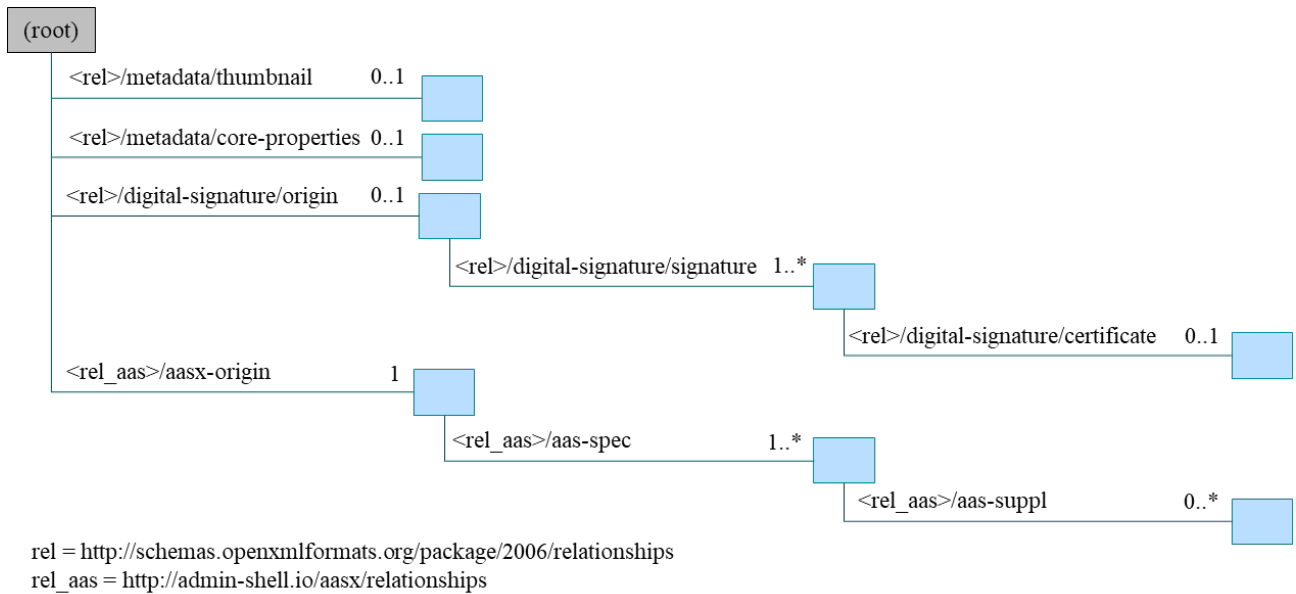 (root)
<rel>/metadata/thumbnail 0..1
<rel>/metadata/core-properties 0..1
<rel>/digital-signature/origin 0..1
<rel>/digital-signature/signature 1..*
<rel>/digital-signature/certificate 0..1
<rel_aas>/aasx-origin 1
<rel_aas>/aas-spec 1..*
<rel_aas>/aas-suppl 0..*
rel = http://schemas.openxmlformats.org/package/2006/relationships
rel_aas = http://admin-shell.io/aasx/relationships